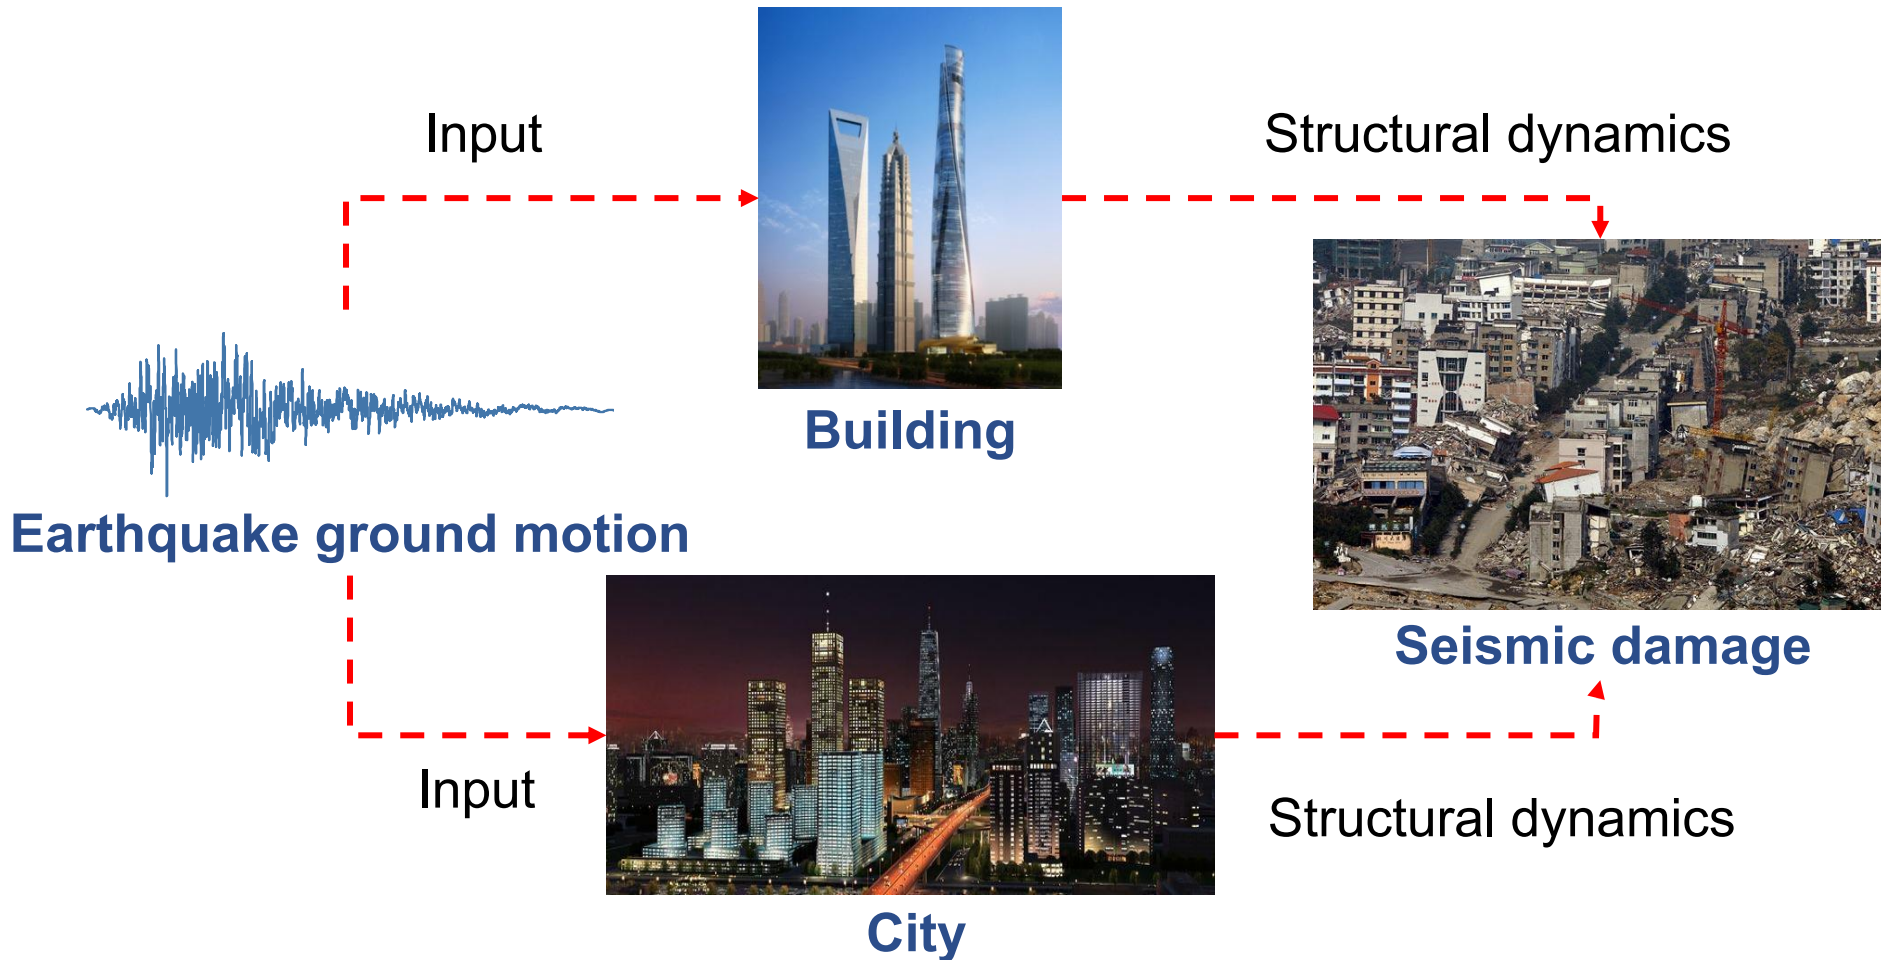 Input
Structural dynamics
Building
Earthquake ground motion
Seismic damage
Input
Structural dynamics
City